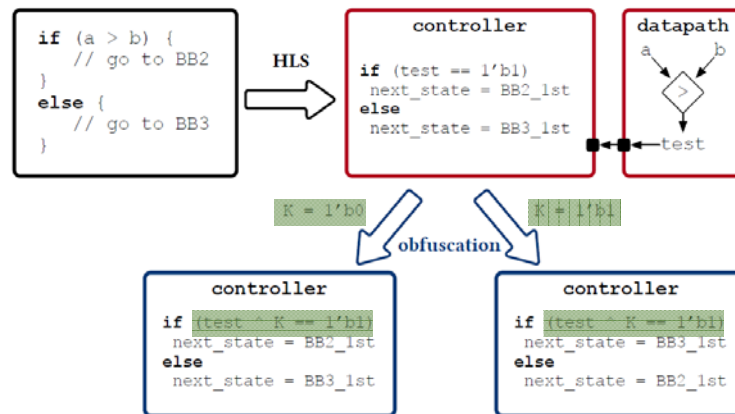 if (a > b) {
// go to BB2
}
else {
// go to BB3
}
HLS
controller
if (test == 1'b1)
next_state = BB2_1st
else
next_state = BB3_1st
datapath
a b
>
test
K = 1'b0
K = 1'b1
obfuscation
controller
if (test ^ K == 1'b1)
next_state = BB2_1st
else
next_state = BB3_1st
controller
if (test ^ K == 1'b1)
next_state = BB3_1st
else
next_state = BB2_1st